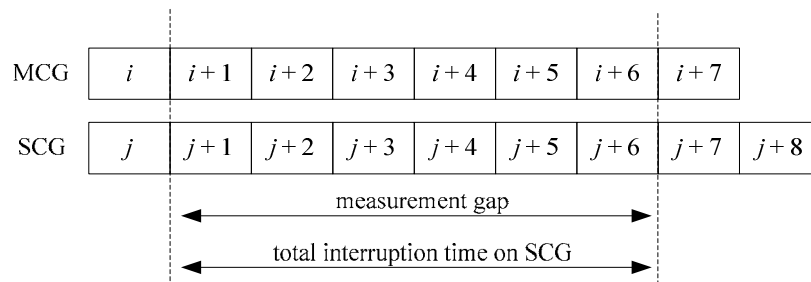 MCG i i + 1 i + 2 i + 3 i + 4 i + 5 i + 6 i + 7
SCG j j + 1 j + 2 j + 3 j + 4 j + 5 j + 6 j + 7 j + 8
measurement gap
total interruption time on SCG